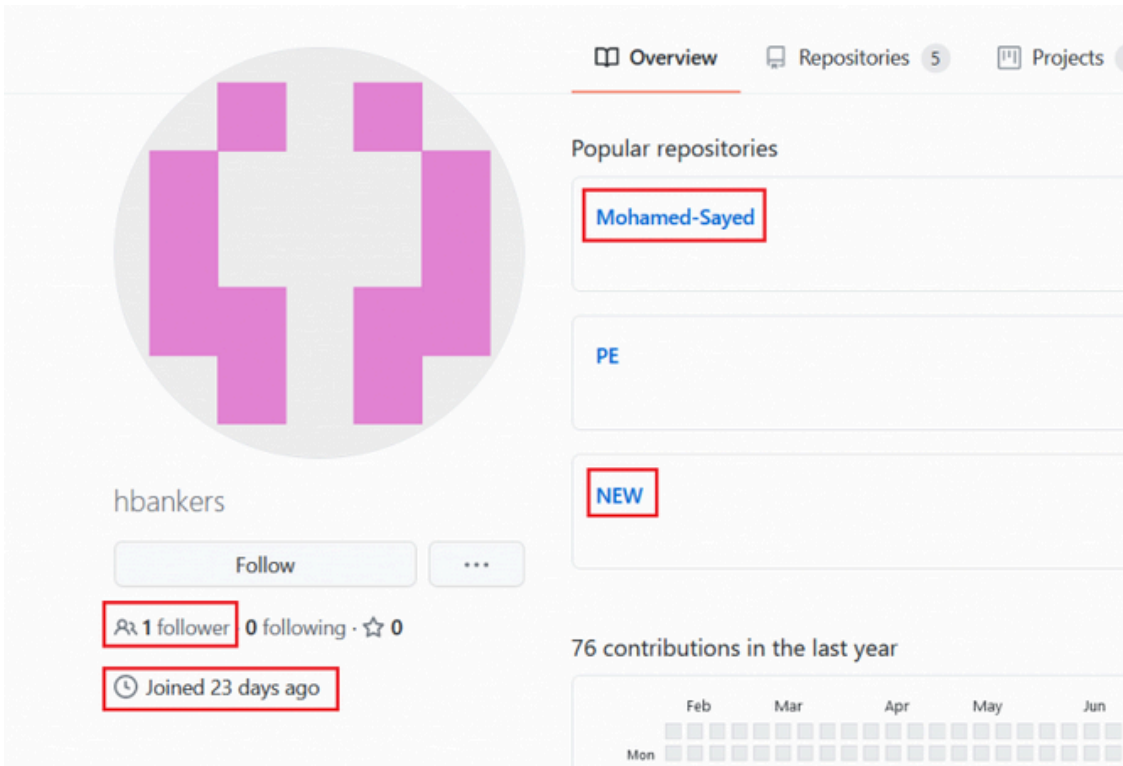 Overview Repositories 5 Projects
Popular repositories
Mohamed-Sayed
PE
NEW
hbankers
Follow ...
1 follower · 0 following · 0
Joined 23 days ago
76 contributions in the last year
Feb Mar Apr May Jun
Mon